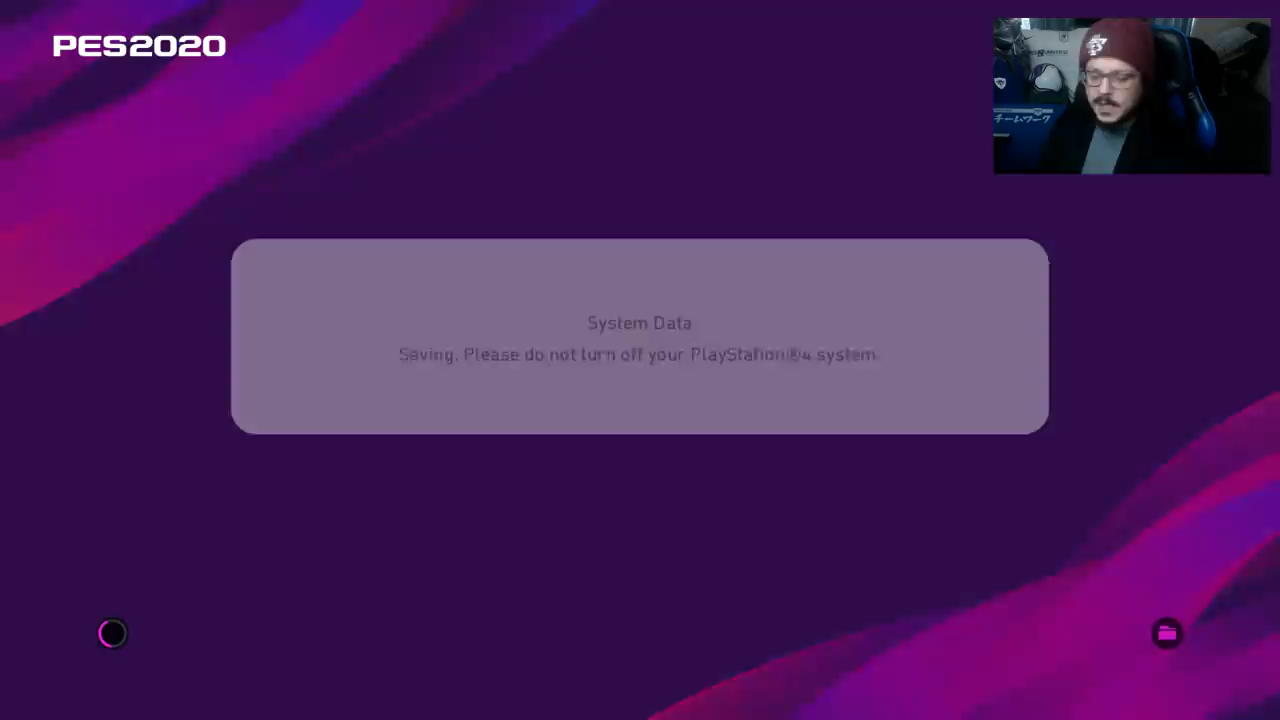 PES2020
チームワーク
System Data
Saving. Please do not turn off your PlayStation®4 system.